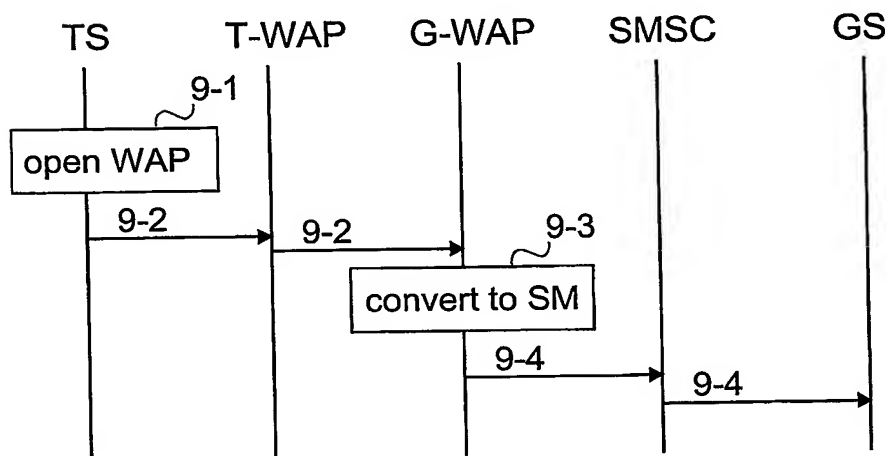 TS T-WAP G-WAP SMSC GS
9-1
open WAP
9-2
9-2
9-3
convert to SM
9-4
9-4